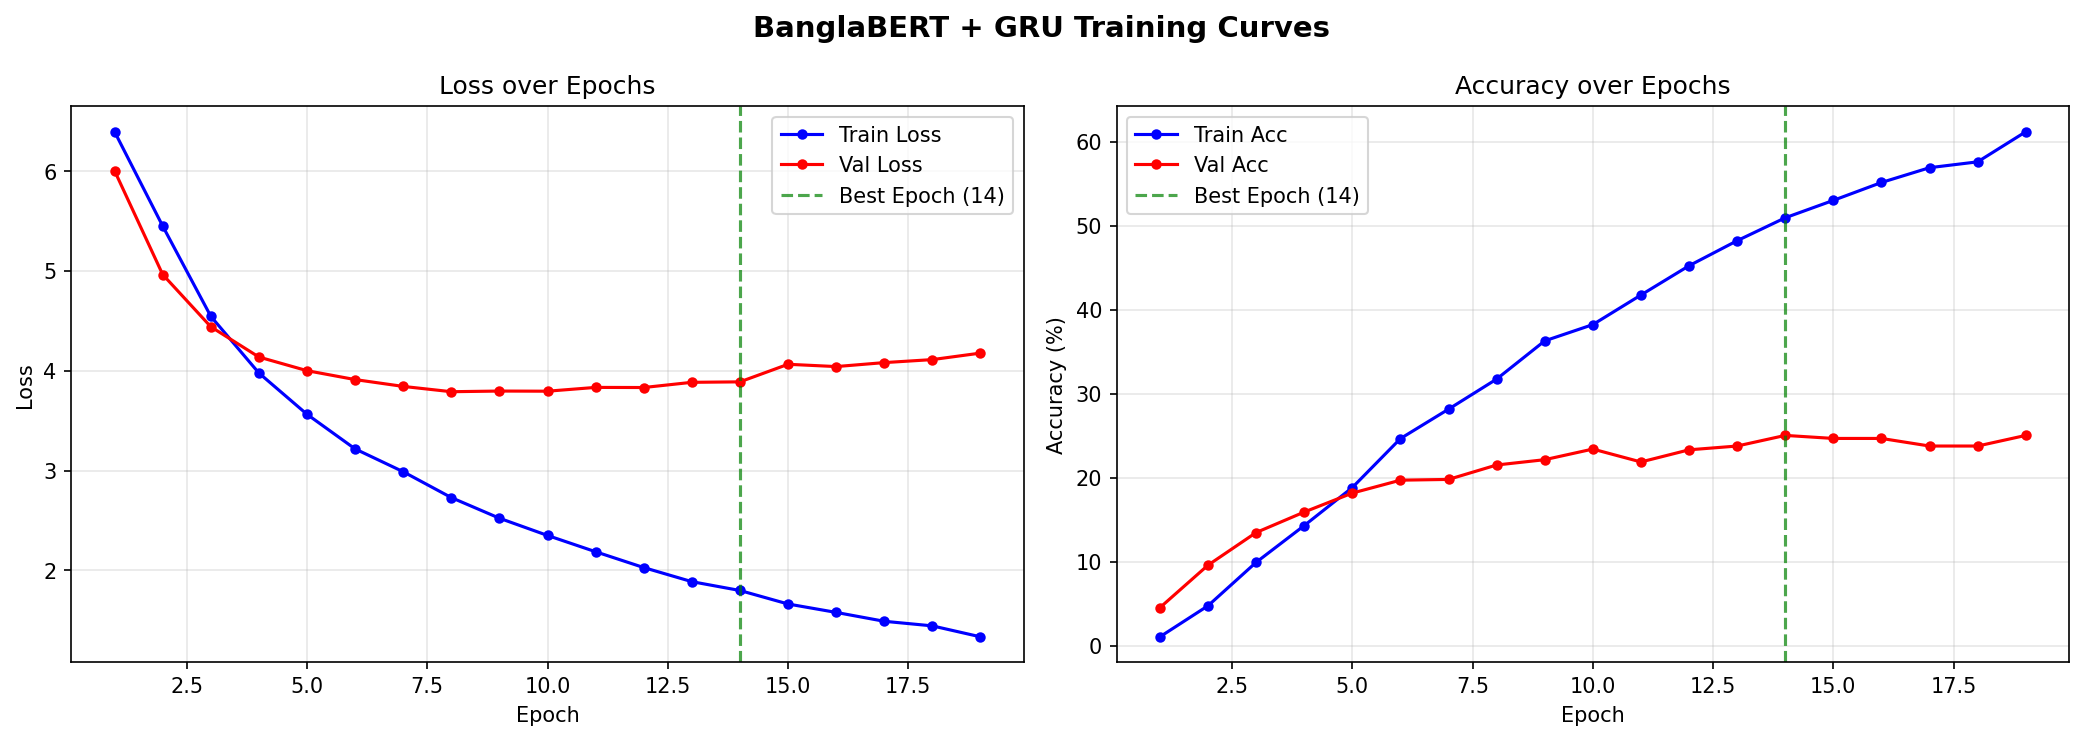 BanglaBERT + GRU Training Curves
Loss over Epochs
Train Loss
Val Loss
Best Epoch (14)
Loss
6
5
4
3
2
2.5 5.0 7.5 10.0 12.5 15.0 17.5
Epoch
Accuracy over Epochs
Train Acc
Val Acc
Best Epoch (14)
Accuracy (%)
60
50
40
30
20
10
0
2.5 5.0 7.5 10.0 12.5 15.0 17.5
Epoch